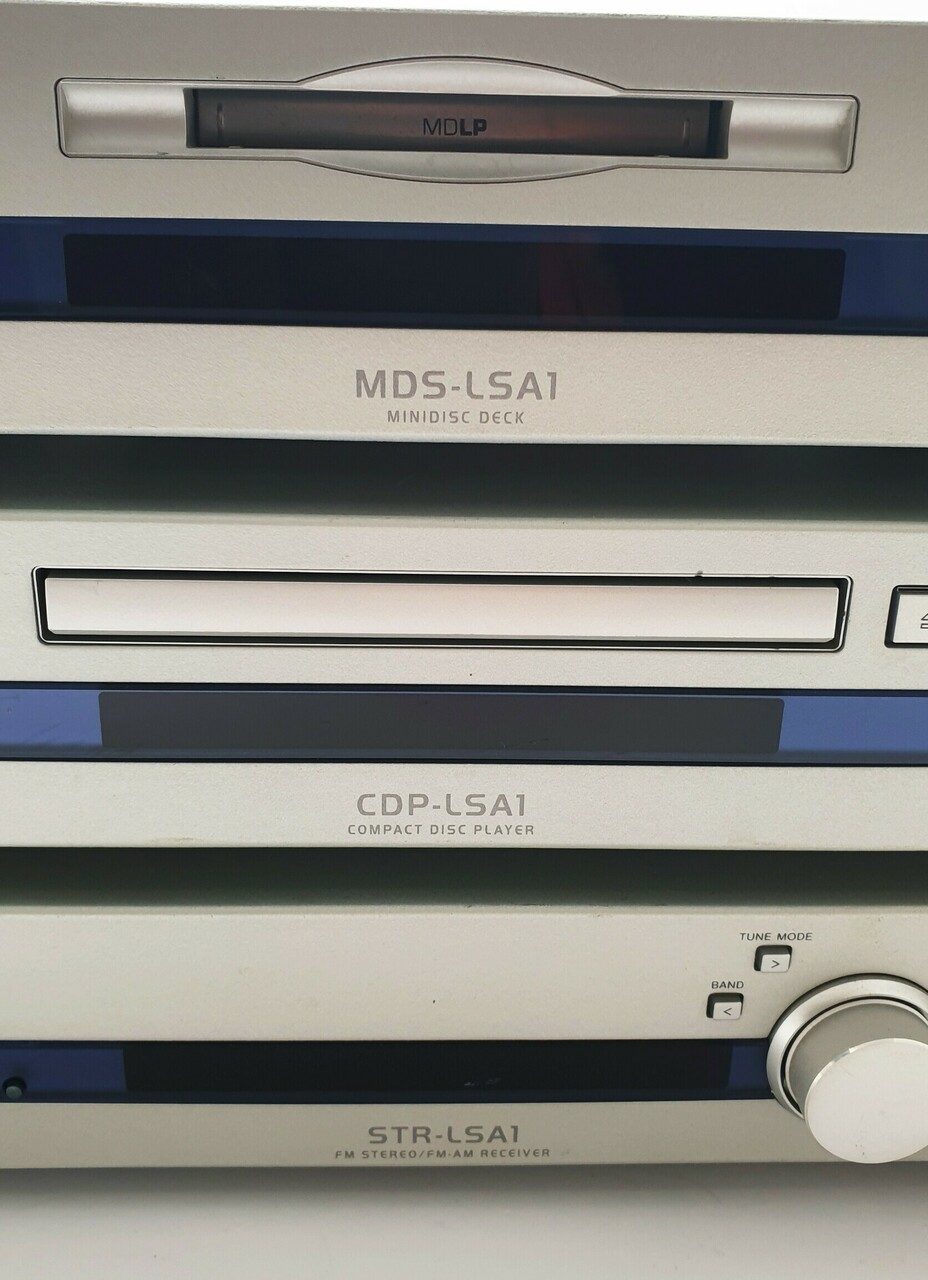 MDLP
MDS-LSA1
MINIDISC DECK
CDP-LSA1
COMPACT DISC PLAYER
TUNE MODE
>
BAND
<
STR-LSA1
FM STEREO/FM-AM RECEIVER